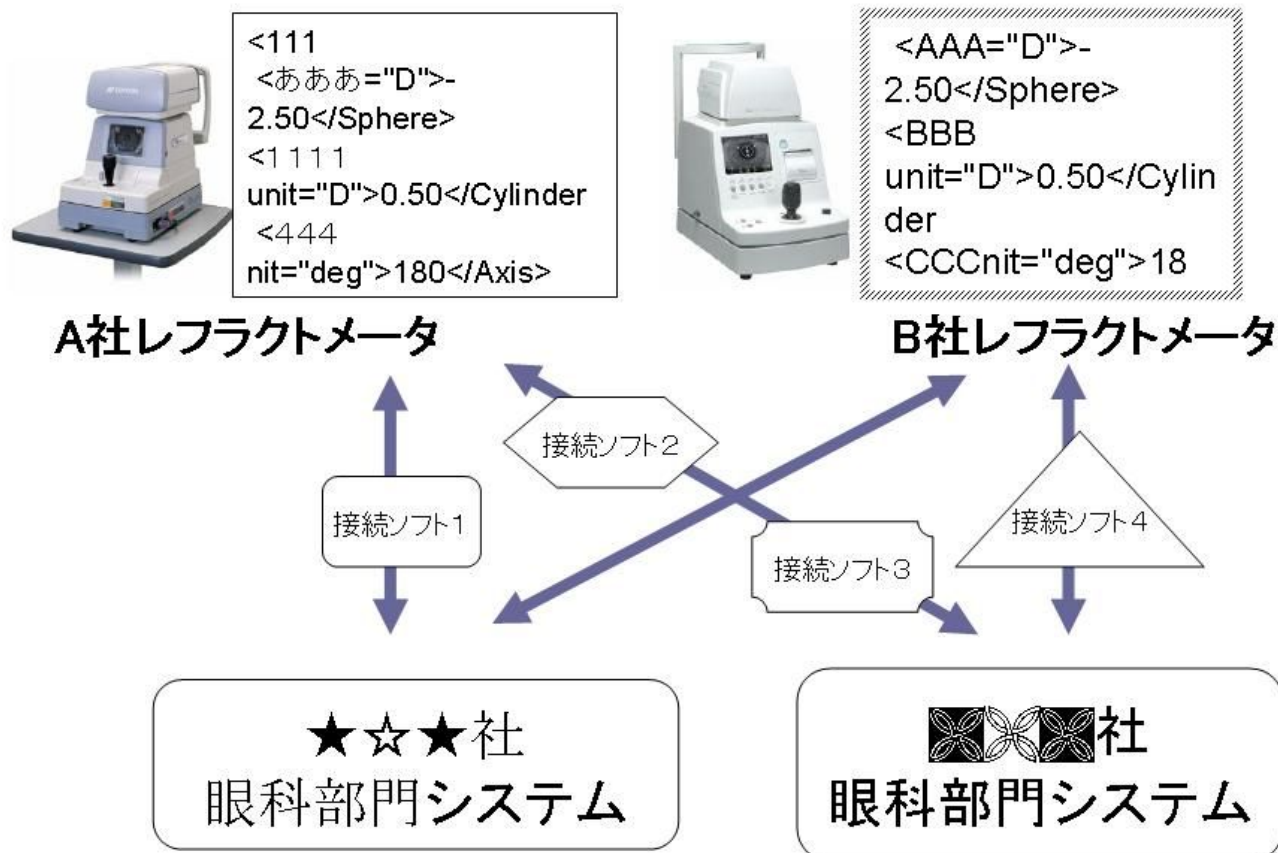 <111
<あああ="D">-
2.50</Sphere>
<1111
unit="D">0.50</Cylinder
<444
nit="deg">180</Axis>
<AAA="D">-
2.50</Sphere>
<BBB
unit="D">0.50</Cylin
der
<CCCnit="deg">18
A社レフラクトメータ
B社レフラクトメータ
接続ソフト2
接続ソフト1
接続ソフト4
接続ソフト3
★☆★社
眼科部門システム
社
眼科部門システム